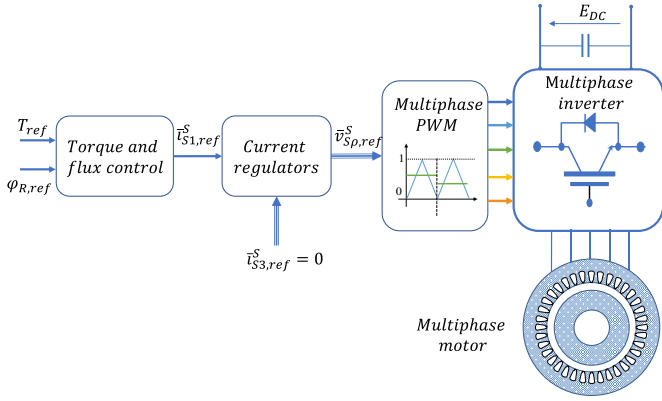 E_DC
Multiphase
inverter
Multiphase
PWM
1
0
T_ref
φ_R,ref
Torque and
flux control
ῑ^S_S1,ref
Current
regulators
v̄^S_Sρ,ref
ῑ^S_S3,ref = 0
Multiphase
motor